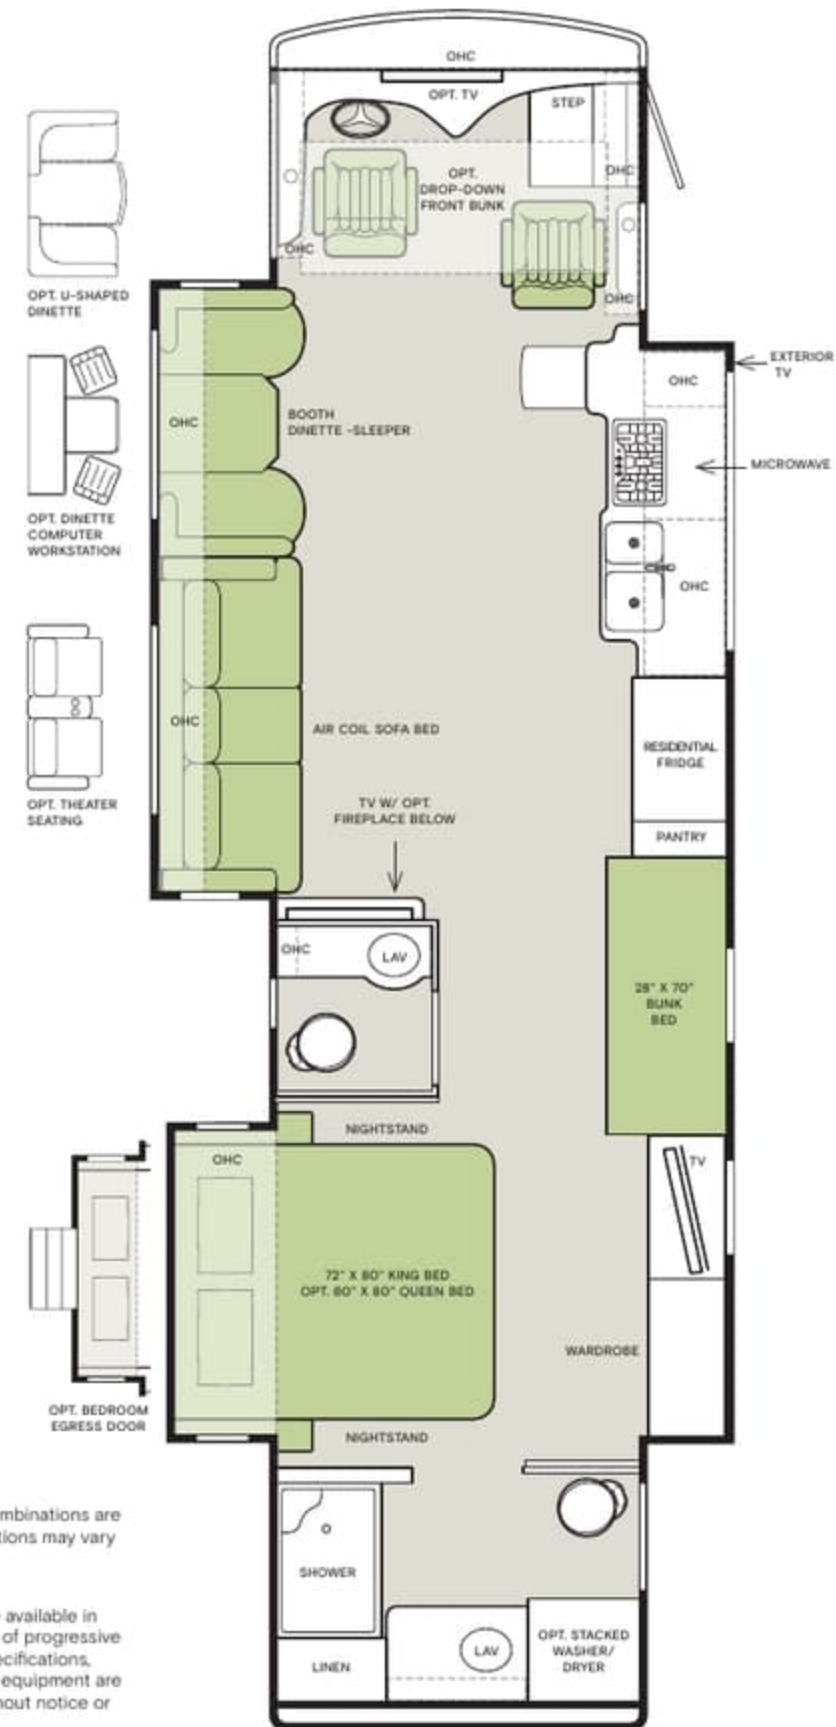 OHC
OPT. TV
STEP
OPT.
DROP-DOWN
FRONT BUNK
OHC
OHC
OHC
OPT. U-SHAPED
DINETTE
EXTERIOR
TV
OHC
OHC
BOOTH
DINETTE -SLEEPER
MICROWAVE
OPT. DINETTE
COMPUTER
WORKSTATION
OHC
OHC
AIR COIL SOFA BED
RESIDENTIAL
FRIDGE
OPT. THEATER
SEATING
TV W/ OPT.
FIREPLACE BELOW
PANTRY
OHC
LAV
28" X 70"
BUNK
BED
NIGHTSTAND
OHC
TV
72" X 80" KING BED
OPT. 60" X 80" QUEEN BED
WARDROBE
OPT. BEDROOM
EGRESS DOOR
NIGHTSTAND
mbinations are
tions may vary
SHOWER
available in
of progressive
ecifications,
equipment are
hout notice or
LINEN
LAV
OPT. STACKED
WASHER/
DRYER